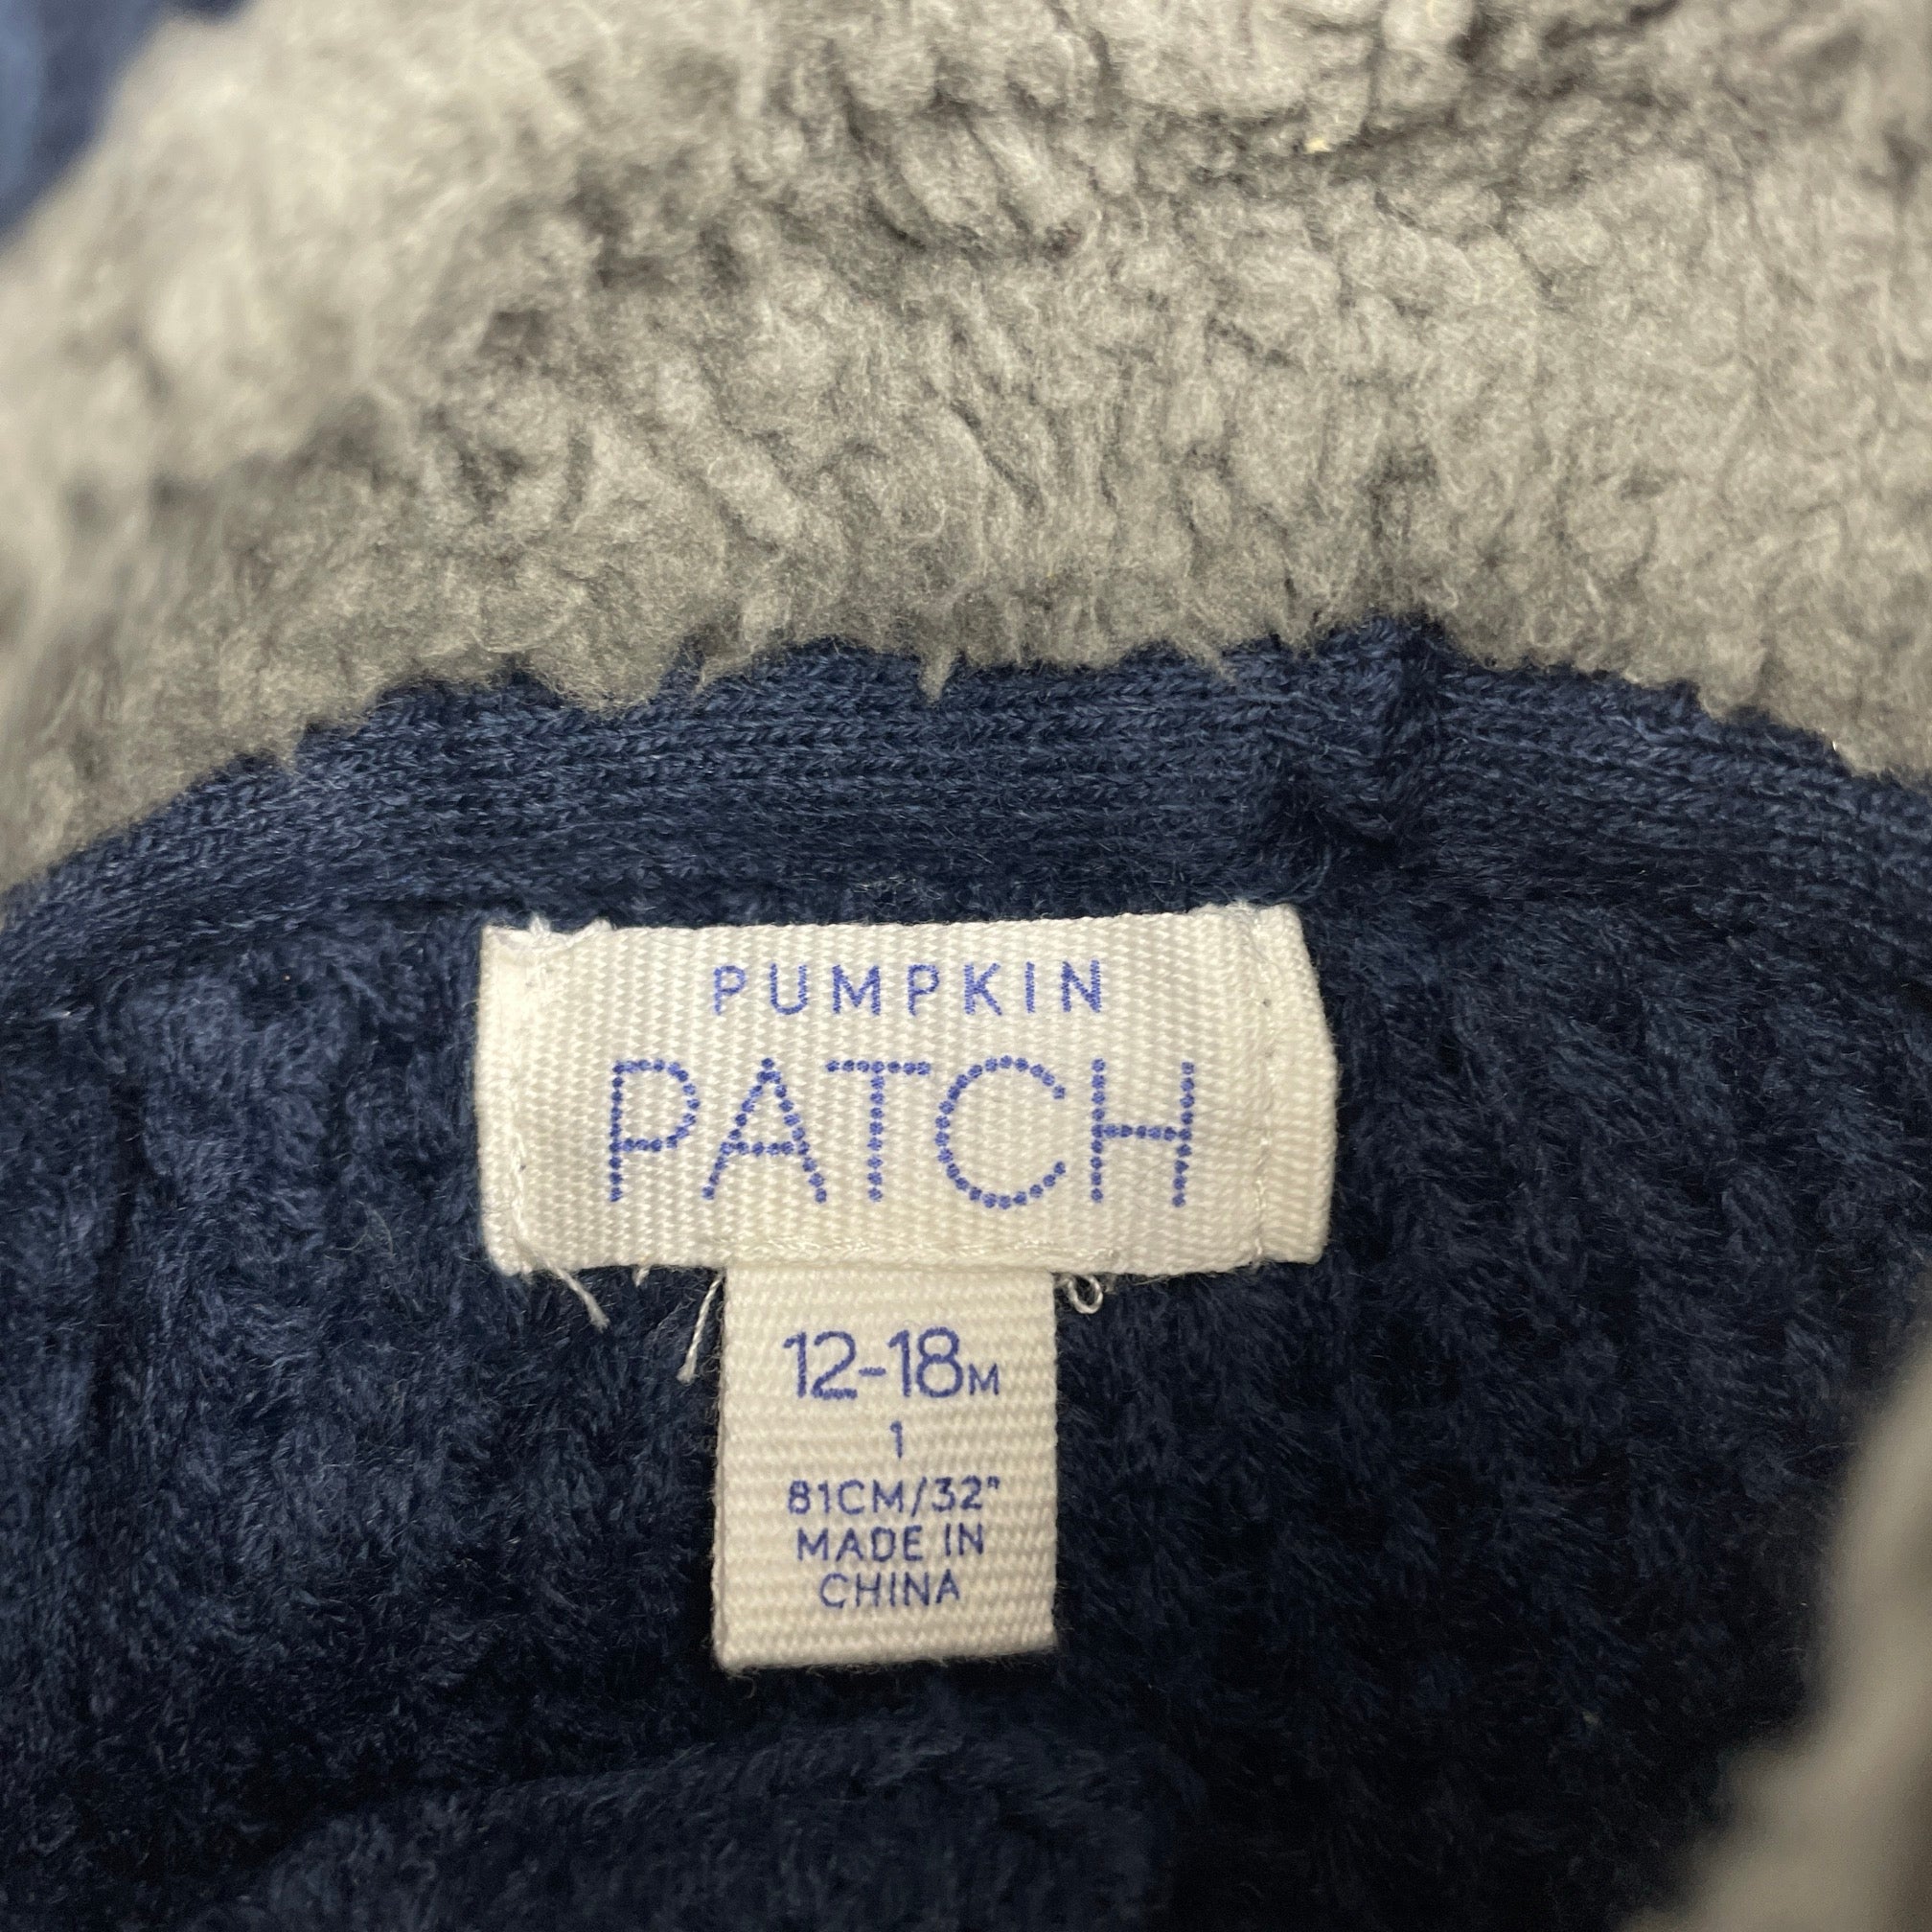 PUMPKIN
PATCH
12-18M
1
81CM/32"
MADE IN
CHINA